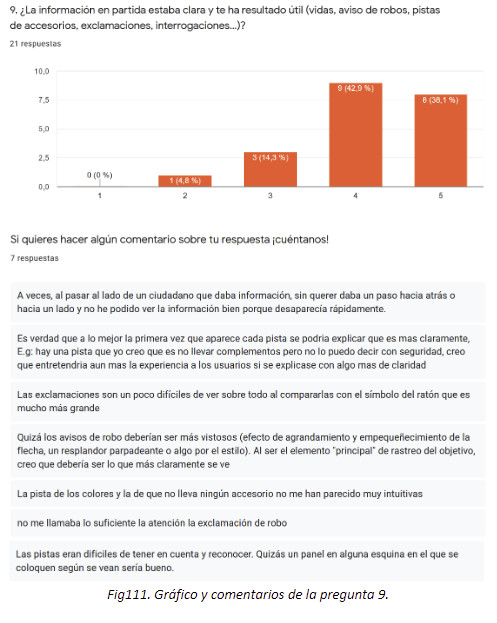 9. ¿La información en partida estaba clara y te ha resultado útil (vidas, aviso de robos, pistas
de accesorios, exclamaciones, interrogaciones...)?
21 respuestas
10,0
7,5
5,0
2,5
0,0
0 (0 %)
1 (4,8 %)
3 (14,3 %)
9 (42,9 %)
8 (38,1 %)
1
2
3
4
5
Si quieres hacer algún comentario sobre tu respuesta ¡cuéntanos!
7 respuestas
A veces, al pasar al lado de un ciudadano que daba información, sin querer daba un paso hacia atrás o
hacia un lado y no he podido ver la información bien porque desaparecía rápidamente.
Es verdad que a lo mejor la primera vez que aparece cada pista se podria explicar que es mas claramente,
E.g: hay una pista que yo creo que es no llevar complementos pero no lo puedo decir con seguridad, creo
que entretendria aun mas la experiencia a los usuarios si se explicase con algo mas de claridad
Las exclamaciones son un poco difíciles de ver sobre todo al compararlas con el símbolo del ratón que es
mucho más grande
Quizá los avisos de robo deberían ser más vistosos (efecto de agrandamiento y empequeñecimiento de la
flecha, un resplandor parpadeante o algo por el estilo). Al ser el elemento "principal" de rastreo del objetivo,
creo que debería ser lo que más claramente se ve
La pista de los colores y la de que no lleva ningún accesorio no me han parecido muy intuitivas
no me llamaba lo suficiente la atención la exclamación de robo
Las pistas eran difíciles de tener en cuenta y reconocer. Quizás un panel en alguna esquina en el que se
coloquen según se vean sería bueno.
Fig111. Gráfico y comentarios de la pregunta 9.